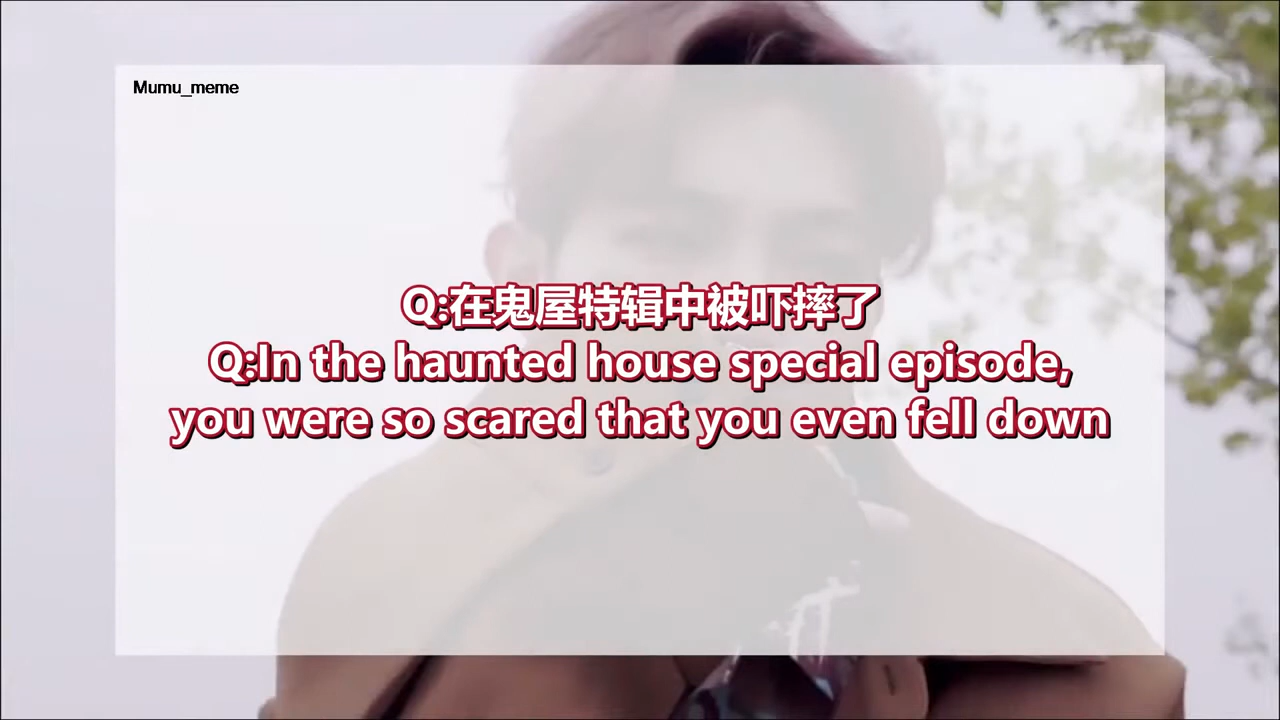 Mumu_meme
Q:在鬼屋特辑中被吓摔了
Q:In the haunted house special episode,
you were so scared that you even fell down